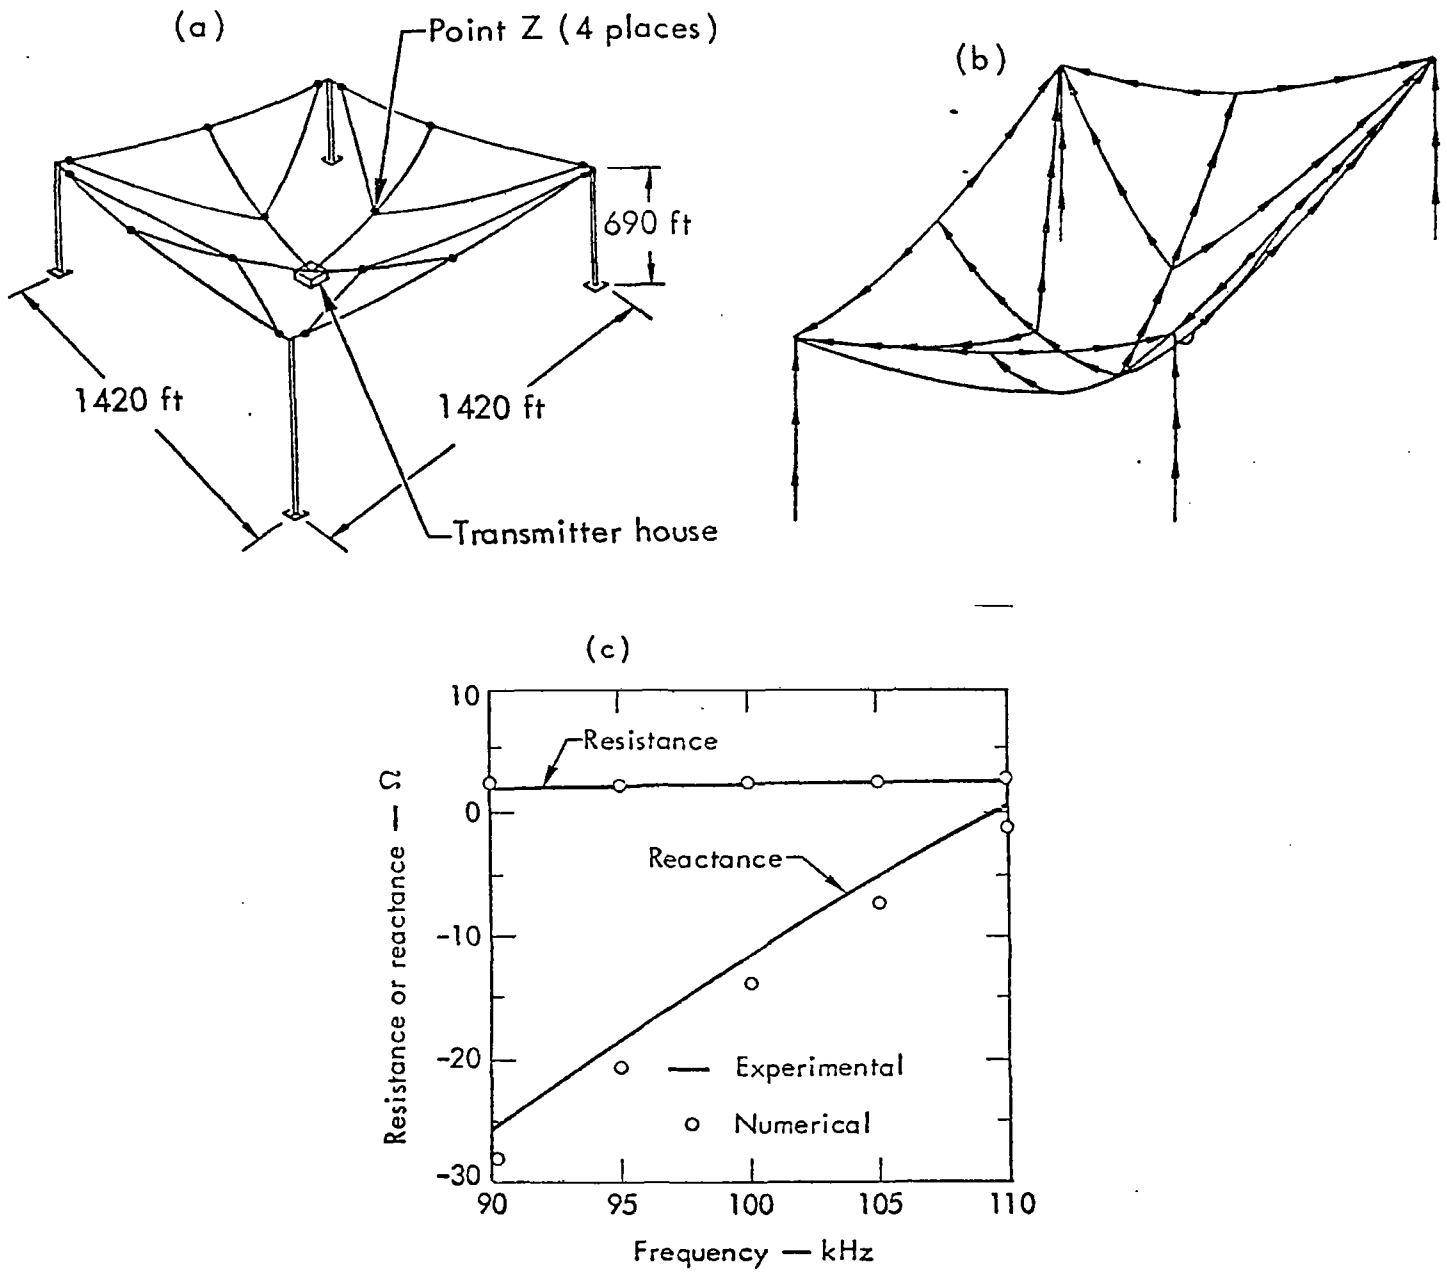 (a)
Point Z (4 places)
690 ft
1420 ft
1420 ft
Transmitter house
(b)
(c)
Resistance or reactance — Ω
10
0
-10
-20
-30
Resistance
Reactance
Experimental
Numerical
90 95 100 105 110
Frequency — kHz